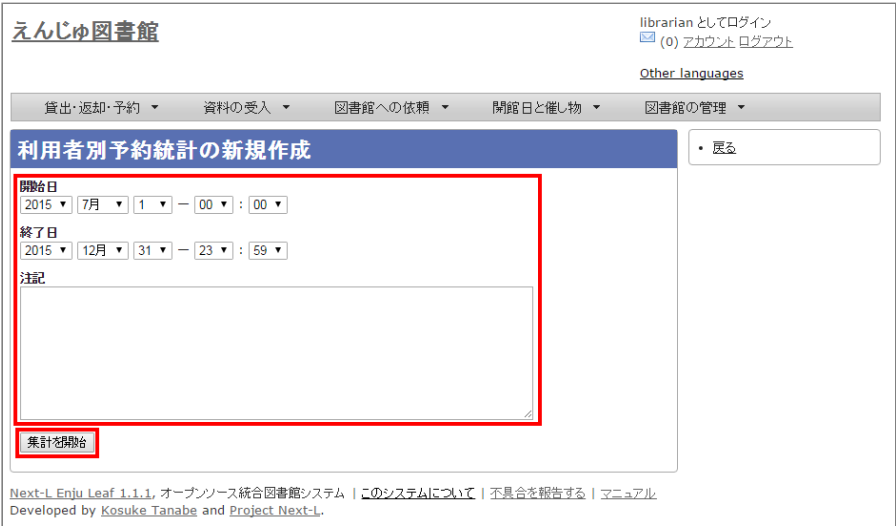 えんじゅ図書館
librarian としてログイン
(0) アカウント ログアウト
Other languages
貸出・返却・予約 ▼ 資料の受入 ▼ 図書館への依頼 ▼ 開館日と催し物 ▼ 図書館の管理 ▼
利用者別予約統計の新規作成
• 戻る
開始日
2015 ▼ 7月 ▼ 1 ▼ — 00 ▼ : 00 ▼
終了日
2015 ▼ 12月 ▼ 31 ▼ — 23 ▼ : 59 ▼
注記
集計を開始
Next-L Enju Leaf 1.1.1, オープンソース統合図書館システム | このシステムについて | 不具合を報告する | マニュアル
Developed by Kosuke Tanabe and Project Next-L.